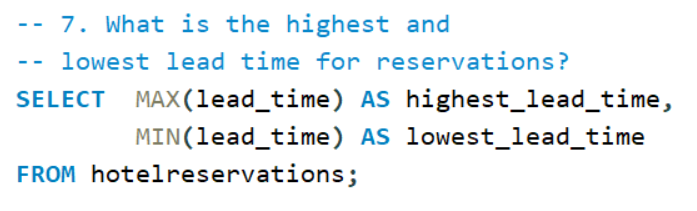 -- 7. What is the highest and
-- lowest lead time for reservations?
SELECT  MAX(lead_time) AS highest_lead_time,
        MIN(lead_time) AS lowest_lead_time
FROM hotelreservations;